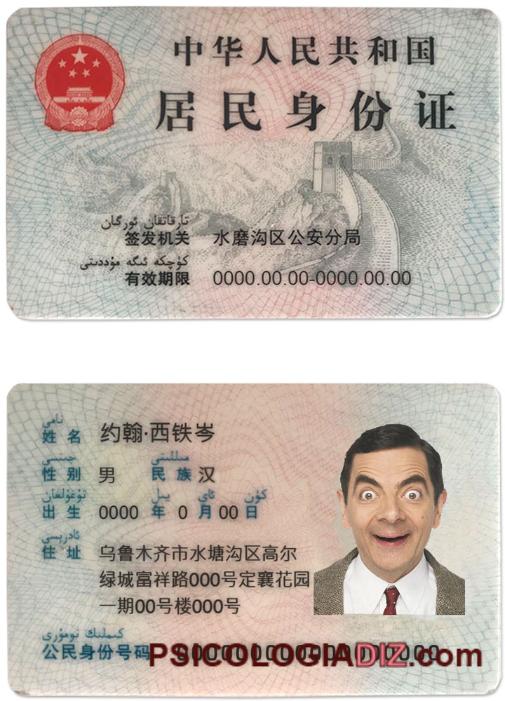 中华人民共和国
居民身份证
تارقاتقان ئورگان
签发机关 水磨沟区公安分局
كۈچكە ئىگە مۇددىتى
有效期限 0000.00.00-0000.00.00
نامى
姓名 约翰·西铁岑
جىنسى مىللىتى
性别 男 民族 汉
تۇغۇلغان يىل ئاي كۈن
出生 0000 年 0 月 00 日
ئادرېسى
住址 乌鲁木齐市水塘沟区高尔
绿城富祥路000号定襄花园
一期00号楼000号
كىملىك نومۇرى
公民身份号码
PSICOLOGIADIZ.com